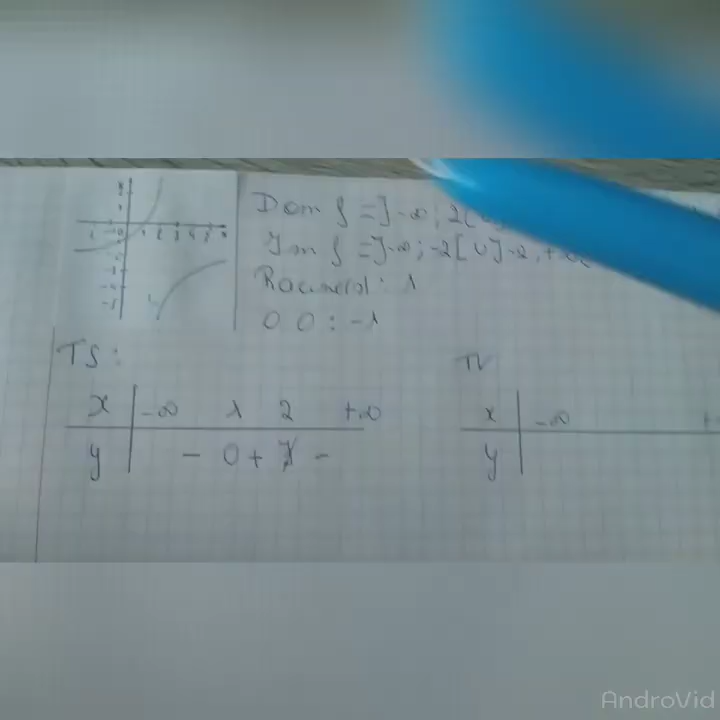 Dom f = ]-∞ ; 2[ U
Im f = ]-∞ ; -2[ U ]-2 , +∞
Racine(s) : 1
O O : -1
TS :
x -∞ 1 2 +∞
y - 0 + ∄ -
TV
x -∞
y
AndroVid